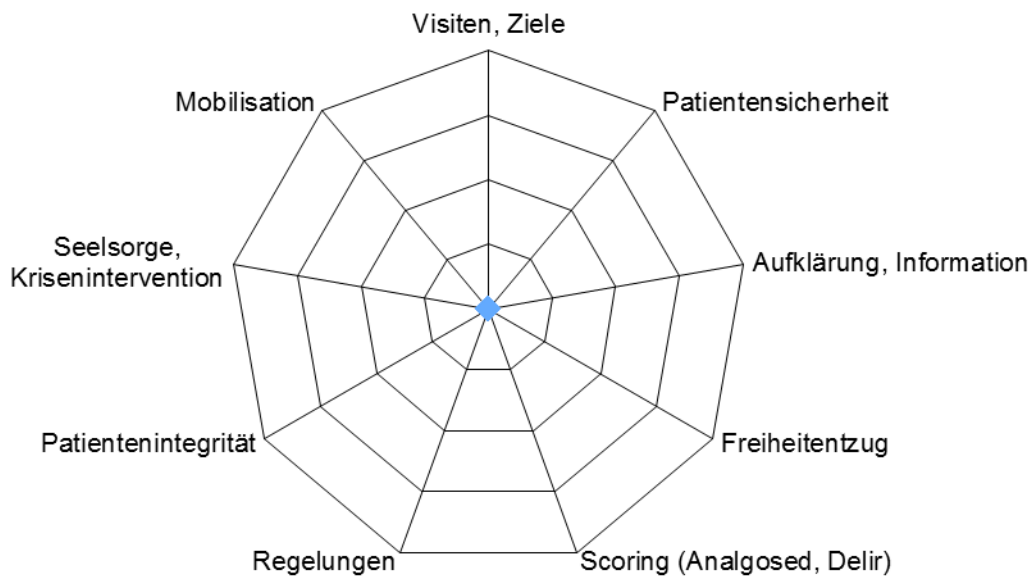 Visiten, Ziele
Mobilisation
Patientensicherheit
Seelsorge,
Krisenintervention
Aufklärung, Information
Patientenintegrität
Freiheitentzug
Regelungen
Scoring (Analgosed, Delir)